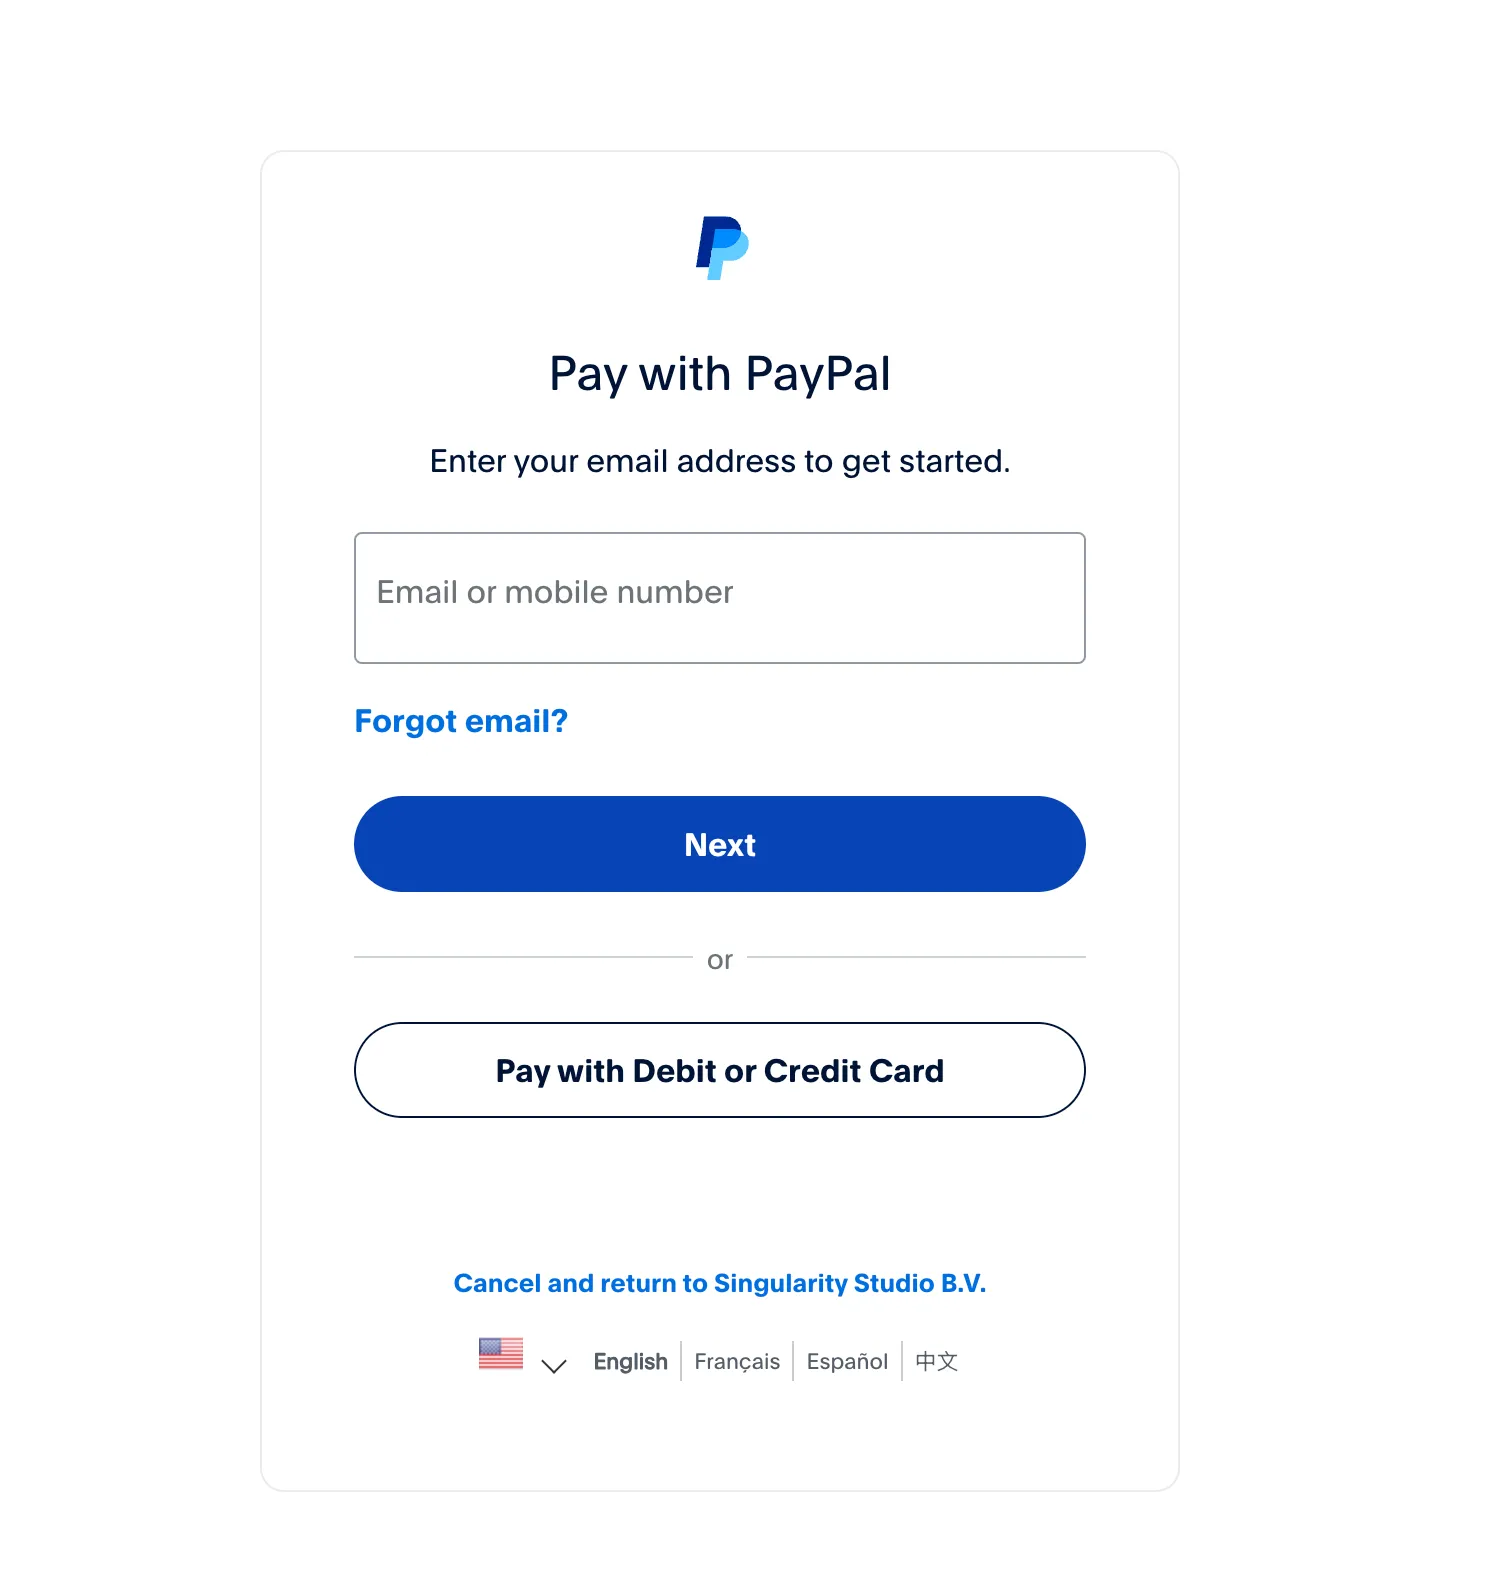 Pay with PayPal
Enter your email address to get started.
Email or mobile number
Forgot email?
Next
or
Pay with Debit or Credit Card
Cancel and return to Singularity Studio B.V.
English Français Español 中文